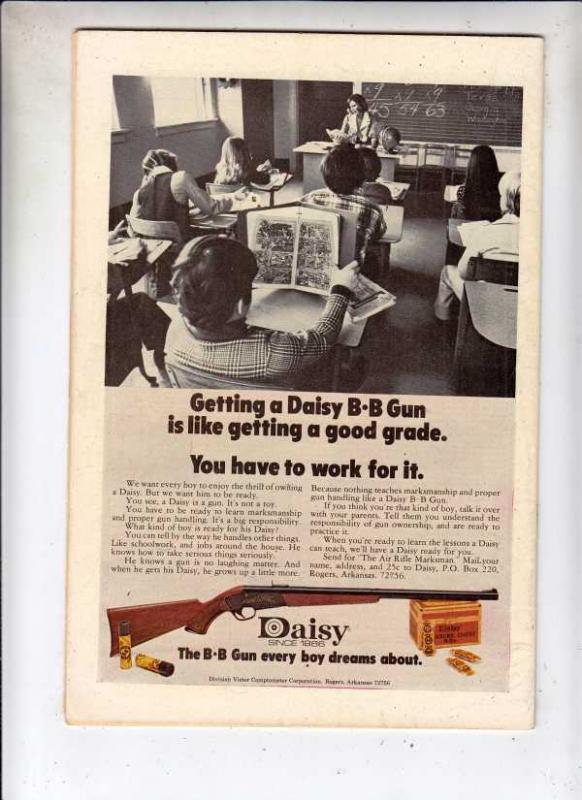 x9 x9 x9
45 54 63
Getting a Daisy B·B Gun
is like getting a good grade.
You have to work for it.
We want every boy to enjoy the thrill of owning
a Daisy. But we want him to be ready.
You see, a Daisy is a gun. It's not a toy.
You have to be ready to learn marksmanship
and proper gun handling. It's a big responsibility.
What kind of boy is ready for his Daisy?
You can tell by the way he handles other things.
Like schoolwork, and jobs around the house. He
knows how to take serious things seriously.
He knows a gun is no laughing matter. And
when he gets his Daisy, he grows up a little more.
Because nothing teaches marksmanship and proper
gun handling like a Daisy B·B Gun.
If you think you're that kind of boy, talk it over
with your parents. Tell them you understand the
responsibility of gun ownership, and are ready to
practice it.
When you're ready to learn the lessons a Daisy
can teach, we'll have a Daisy ready for you.
Send for "The Air Rifle Marksman." Mail your
name, address, and 25c to Daisy, P.O. Box 220,
Rogers, Arkansas. 72756.
Daisy
SINCE 1886
The B·B Gun every boy dreams about.
Division Victor Comptometer Corporation. Rogers, Arkansas 72756